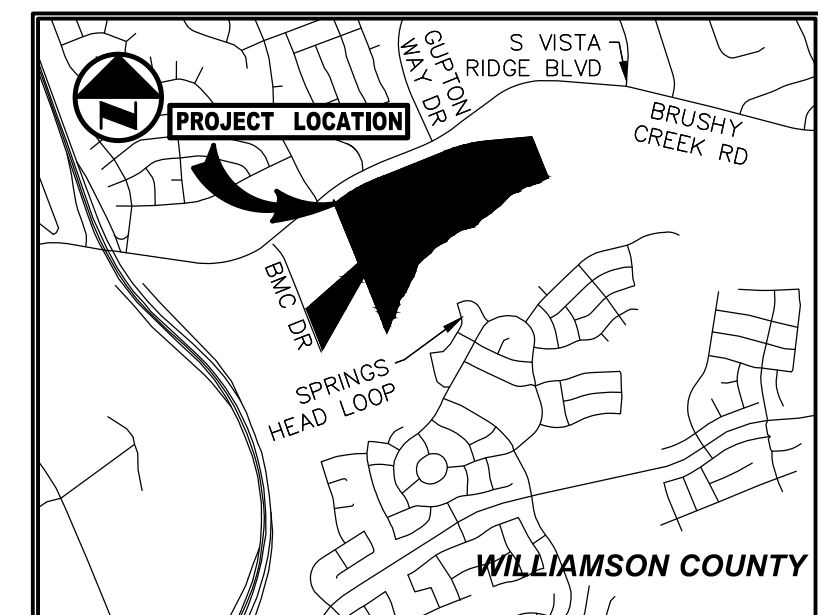 GUPTON
WAY DR
S VISTA
RIDGE BLVD
BRUSHY
CREEK RD
PROJECT LOCATION
BMC DR
SPRINGS
HEAD LOOP
WILLIAMSON COUNTY